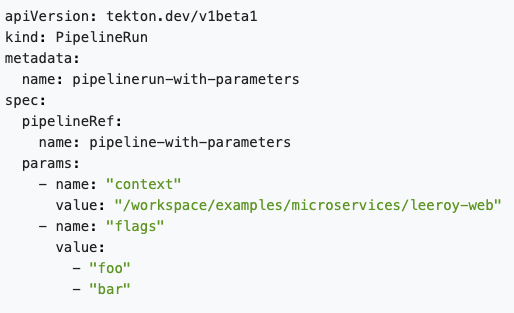 apiVersion: tekton.dev/v1beta1
kind: PipelineRun
metadata:
  name: pipelinerun-with-parameters
spec:
  pipelineRef:
    name: pipeline-with-parameters
  params:
    - name: "context"
      value: "/workspace/examples/microservices/leeroy-web"
    - name: "flags"
      value:
        - "foo"
        - "bar"